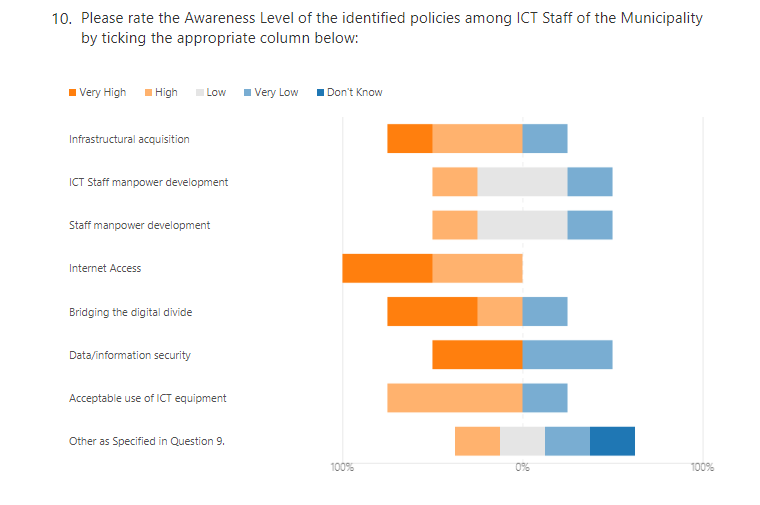 10. Please rate the Awareness Level of the identified policies among ICT Staff of the Municipality
by ticking the appropriate column below:
Very High High Low Very Low Don't Know
Infrastructural acquisition
ICT Staff manpower development
Staff manpower development
Internet Access
Bridging the digital divide
Data/information security
Acceptable use of ICT equipment
Other as Specified in Question 9.
100% 0% 100%